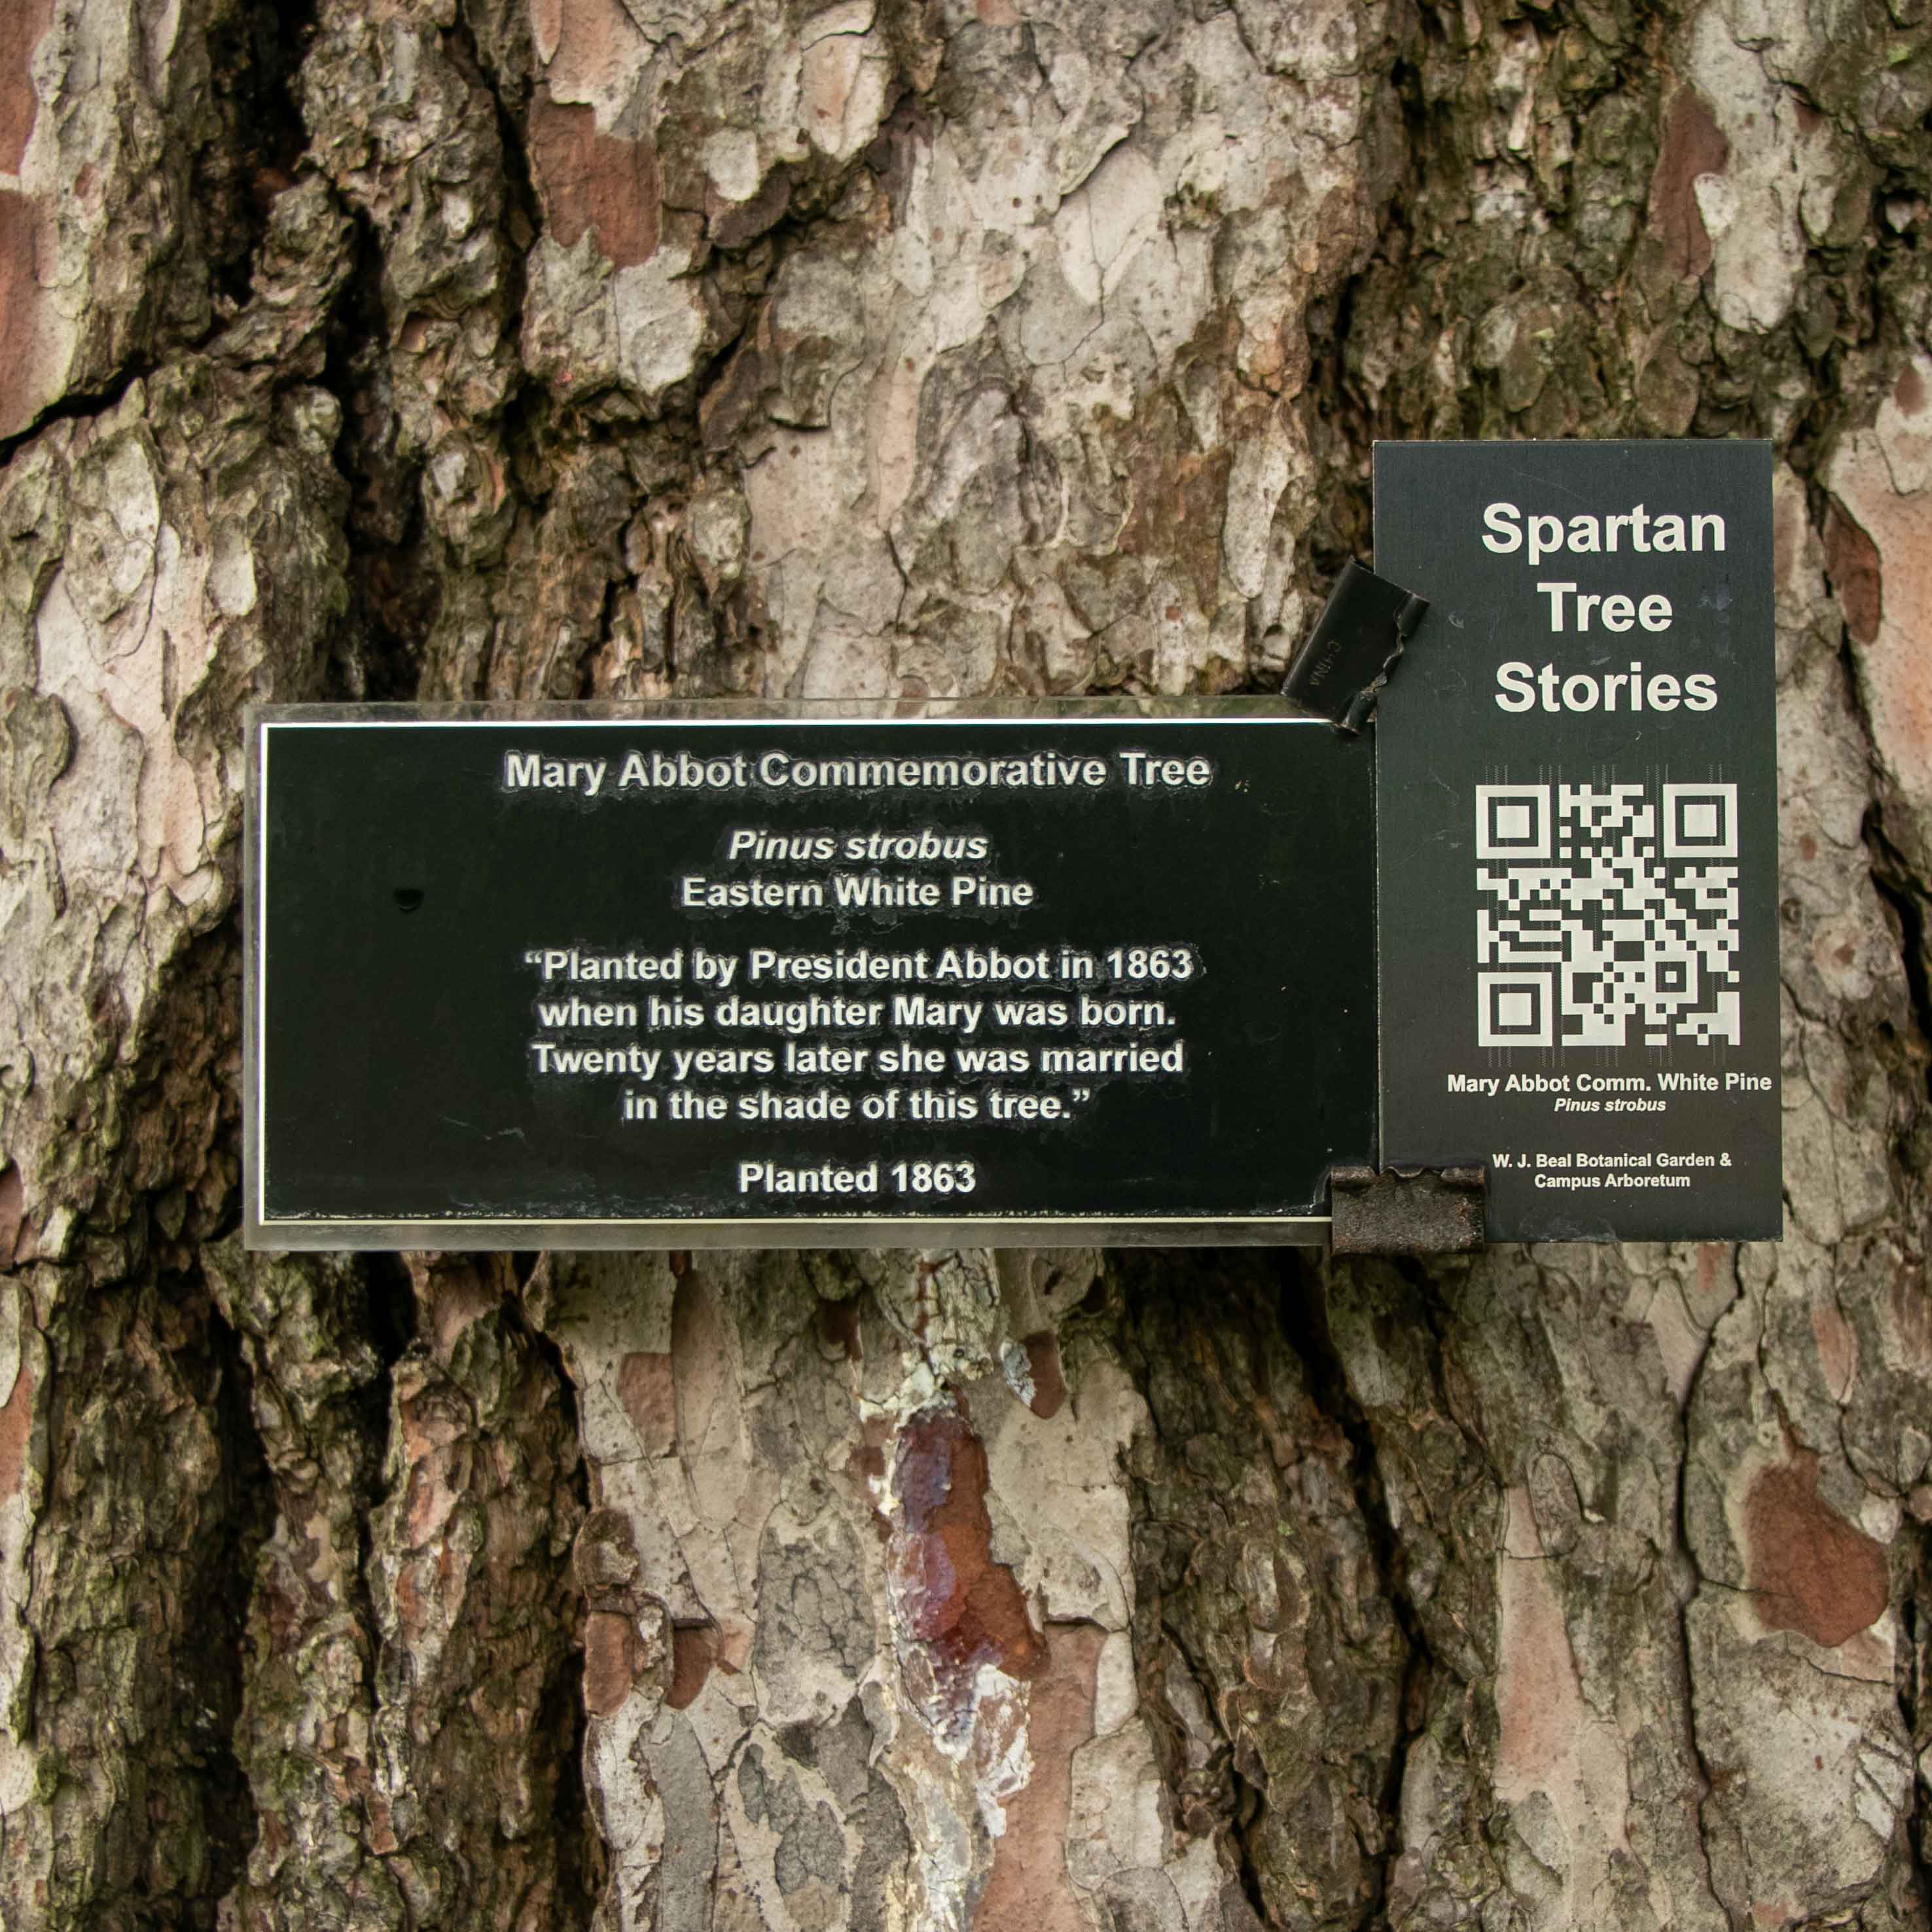 Mary Abbot Commemorative Tree
Pinus strobus
Eastern White Pine
“Planted by President Abbot in 1863
when his daughter Mary was born.
Twenty years later she was married
in the shade of this tree.”
Planted 1863
CHINA
Spartan
Tree
Stories
Mary Abbot Comm. White Pine
Pinus strobus
W. J. Beal Botanical Garden &
Campus Arboretum